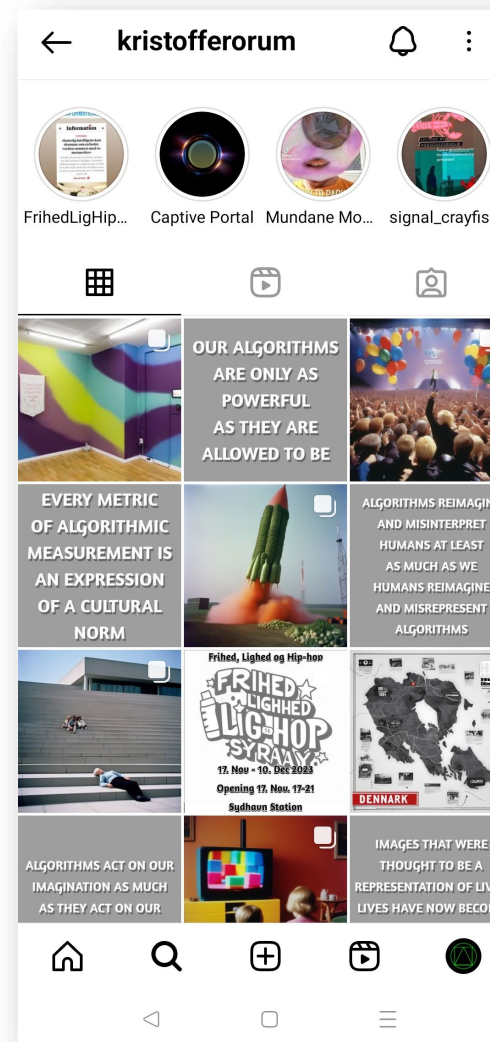 kristofferorum
Information
FrihedLigHip...
Captive Portal
Mundane Mo...
signal_crayfis
OUR ALGORITHMS
ARE ONLY AS
POWERFUL
AS THEY ARE
ALLOWED TO BE
EVERY METRIC
OF ALGORITHMIC
MEASUREMENT IS
AN EXPRESSION
OF A CULTURAL
NORM
ALGORITHMS REIMAGIN
AND MISINTERPRET
HUMANS AT LEAST
AS MUCH AS WE
HUMANS REIMAGINE
AND MISREPRESENT
ALGORITHMS
Frihed, Lighed og Hip-hop
FRIHED
LIGHHED
LIG-HOP
SYRAAY
17. Nov - 10. Dec 2023
Opening 17. Nov. 17-21
Sydhavn Station
DENNARK
ALGORITHMS ACT ON OUR
IMAGINATION AS MUCH
AS THEY ACT ON OUR
IMAGES THAT WERE
THOUGHT TO BE A
REPRESENTATION OF LIV
LIVES HAVE NOW BECO